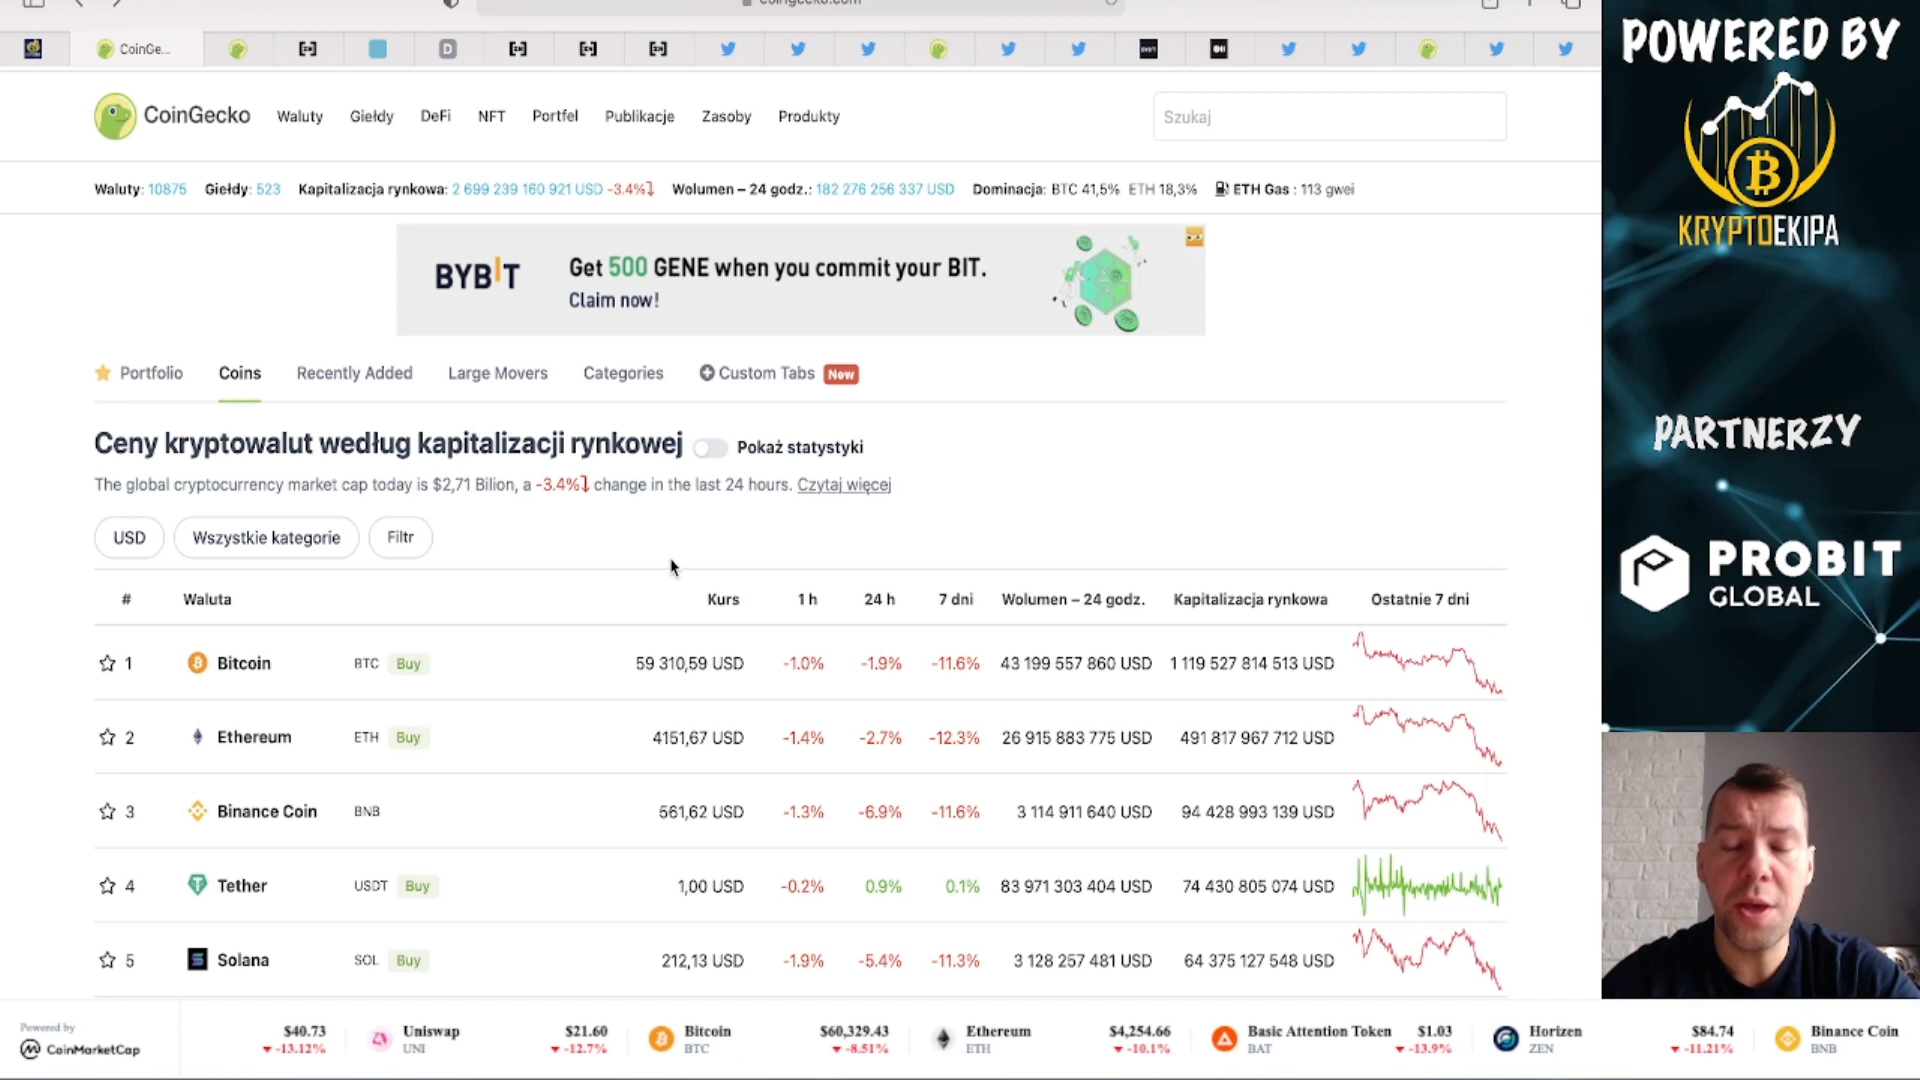 coingecko.com
CoinGe...
POWERED BY
KRYPTOEKIPA
PARTNERZY
PROBIT
GLOBAL
CoinGecko Waluty Giełdy DeFi NFT Portfel Publikacje Zasoby Produkty Szukaj
Waluty: 10875 Giełdy: 523 Kapitalizacja rynkowa: 2 699 239 160 921 USD -3.4% Wolumen – 24 godz.: 182 276 256 337 USD Dominacja: BTC 41,5% ETH 18,3% ETH Gas : 113 gwei
BYBIT
Get 500 GENE when you commit your BIT.
Claim now!
Portfolio Coins Recently Added Large Movers Categories Custom Tabs New
Ceny kryptowalut według kapitalizacji rynkowej Pokaż statystyki
The global cryptocurrency market cap today is $2,71 Bilion, a -3.4% change in the last 24 hours. Czytaj więcej
USD Wszystkie kategorie Filtr
# Waluta Kurs 1 h 24 h 7 dni Wolumen – 24 godz. Kapitalizacja rynkowa Ostatnie 7 dni
1 Bitcoin BTC Buy 59 310,59 USD -1.0% -1.9% -11.6% 43 199 557 860 USD 1 119 527 814 513 USD
2 Ethereum ETH Buy 4151,67 USD -1.4% -2.7% -12.3% 26 915 883 775 USD 491 817 967 712 USD
3 Binance Coin BNB 561,62 USD -1.3% -6.9% -11.6% 3 114 911 640 USD 94 428 993 139 USD
4 Tether USDT Buy 1,00 USD -0.2% 0.9% 0.1% 83 971 303 404 USD 74 430 805 074 USD
5 Solana SOL Buy 212,13 USD -1.9% -5.4% -11.3% 3 128 257 481 USD 64 375 127 548 USD
Powered by
CoinMarketCap
$40.73
-13.12%
Uniswap $21.60
UNI -12.7%
Bitcoin $60,329.43
BTC -8.51%
Ethereum $4,254.66
ETH -10.1%
Basic Attention Token $1.03
BAT -13.9%
Horizen $84.74
ZEN -11.21%
Binance Coin
BNB